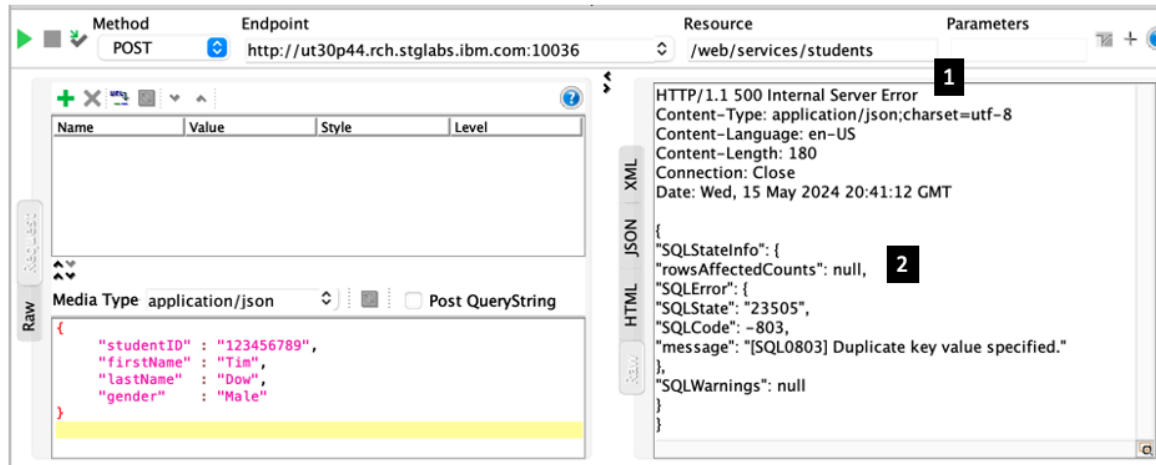 Method Endpoint Resource Parameters
POST http://ut30p44.rch.stglabs.ibm.com:10036 /web/services/students
Name Value Style Level
Request
Raw
Media Type application/json Post QueryString
{
"studentID" : "123456789",
"firstName" : "Tim",
"lastName" : "Dow",
"gender" : "Male"
}
XML
JSON
HTML
Raw
1
HTTP/1.1 500 Internal Server Error
Content-Type: application/json;charset=utf-8
Content-Language: en-US
Content-Length: 180
Connection: Close
Date: Wed, 15 May 2024 20:41:12 GMT
{
"SQLStateInfo": {
"rowsAffectedCounts": null, 2
"SQLError": {
"SQLState": "23505",
"SQLCode": -803,
"message": "[SQL0803] Duplicate key value specified."
},
"SQLWarnings": null
}
}